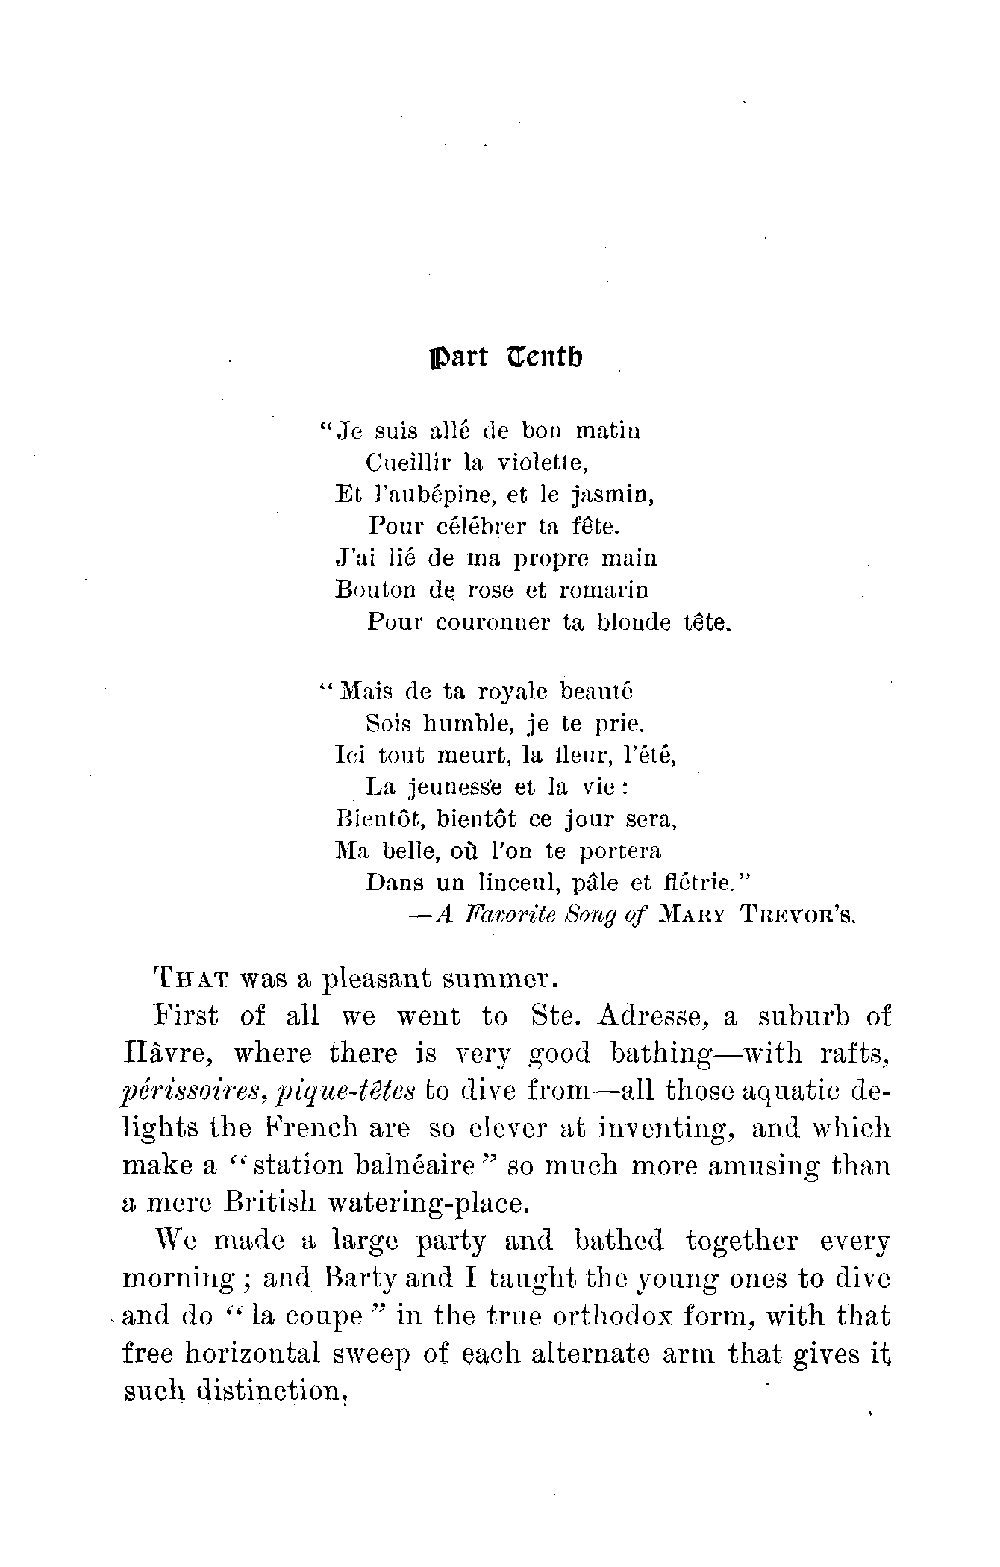 Part Tenth
"Je suis allé de bon matin
Cueillir la violette,
Et l'aubépine, et le jasmin,
Pour célébrer ta fête.
J'ai lié de ma propre main
Bouton de rose et romarin
Pour couronner ta blonde tête.
"Mais de ta royale beauté
Sois humble, je te prie.
Ici tout meurt, la fleur, l'été,
La jeunesse et la vie:
Bientôt, bientôt ce jour sera,
Ma belle, où l'on te portera
Dans un linceul, pâle et flétrie."
—A Favorite Song of MARY TREVOR'S.
THAT was a pleasant summer.
First of all we went to Ste. Adresse, a suburb of
Hâvre, where there is very good bathing—with rafts,
périssoires, pique-têtes to dive from—all those aquatic de-
lights the French are so clever at inventing, and which
make a "station balnéaire" so much more amusing than
a mere British watering-place.
We made a large party and bathed together every
morning; and Barty and I taught the young ones to dive
and do "la coupe" in the true orthodox form, with that
free horizontal sweep of each alternate arm that gives it
such distinction.